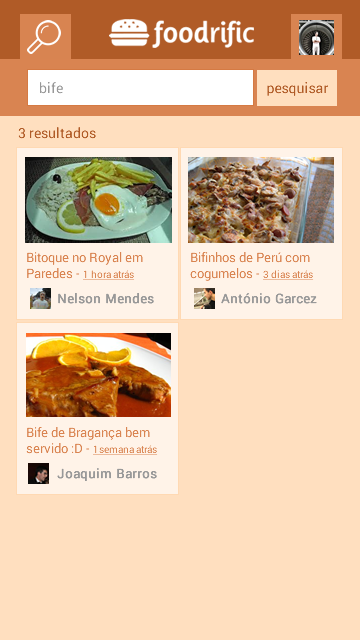 foodrific
bife
pesquisar
3 resultados
Bitoque no Royal em
Paredes - 1 hora atrás
Nelson Mendes
Bifinhos de Perú com
cogumelos - 3 dias atrás
António Garcez
Bife de Bragança bem
servido :D - 1 semana atrás
Joaquim Barros